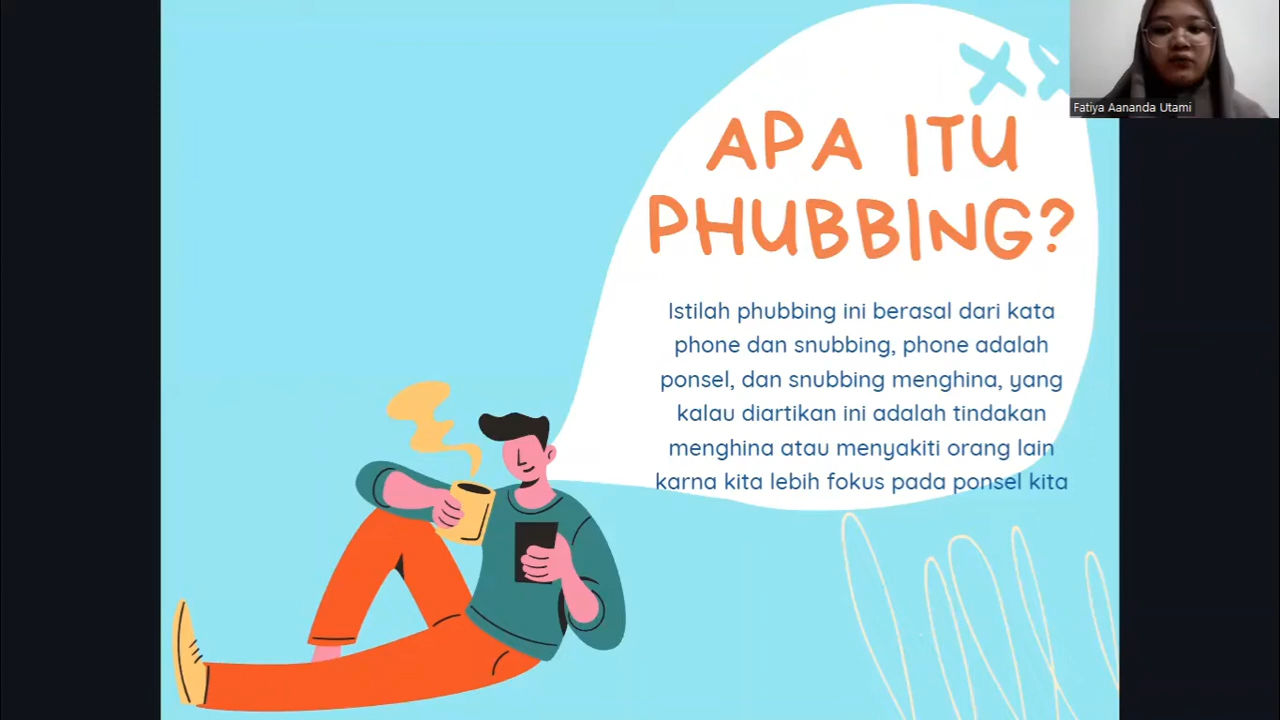 Fatiya Aananda Utami
APA ITU
PHUBBING?
Istilah phubbing ini berasal dari kata
phone dan snubbing, phone adalah
ponsel, dan snubbing menghina, yang
kalau diartikan ini adalah tindakan
menghina atau menyakiti orang lain
karna kita lebih fokus pada ponsel kita